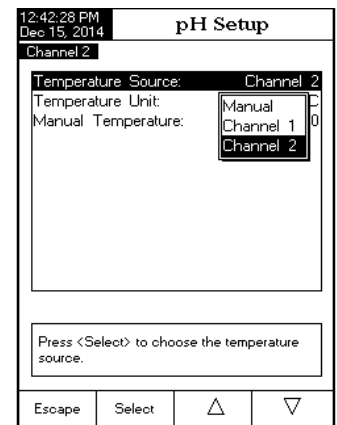 12:42:28 PM
Dec 15, 2014
pH Setup
Channel 2
Temperature Source: Channel 2
Temperature Unit: C
Manual Temperature: 0
Manual
Channel 1
Channel 2
Press <Select> to choose the temperature
source.
Escape Select △ ▽